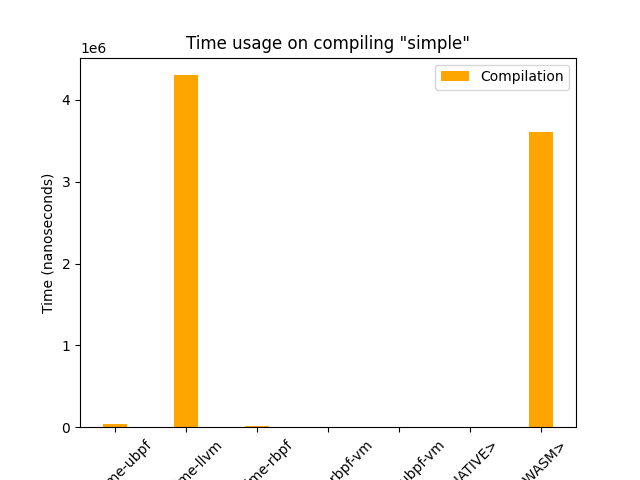 Time usage on compiling "simple"
1e6
Compilation
4
3
2
1
0
Time (nanoseconds)
me-ubpf
me-llvm
me-rbpf
rbpf-vm
ubpf-vm
NATIVE>
WASM>